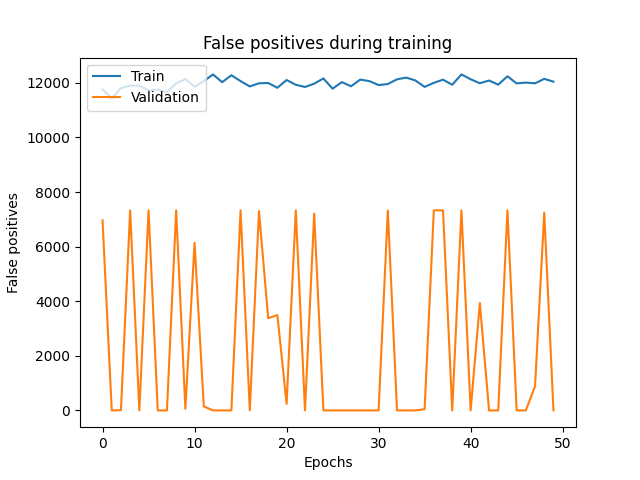 False positives during training
Train
Validation
False positives
12000
10000
8000
6000
4000
2000
0
0 10 20 30 40 50
Epochs